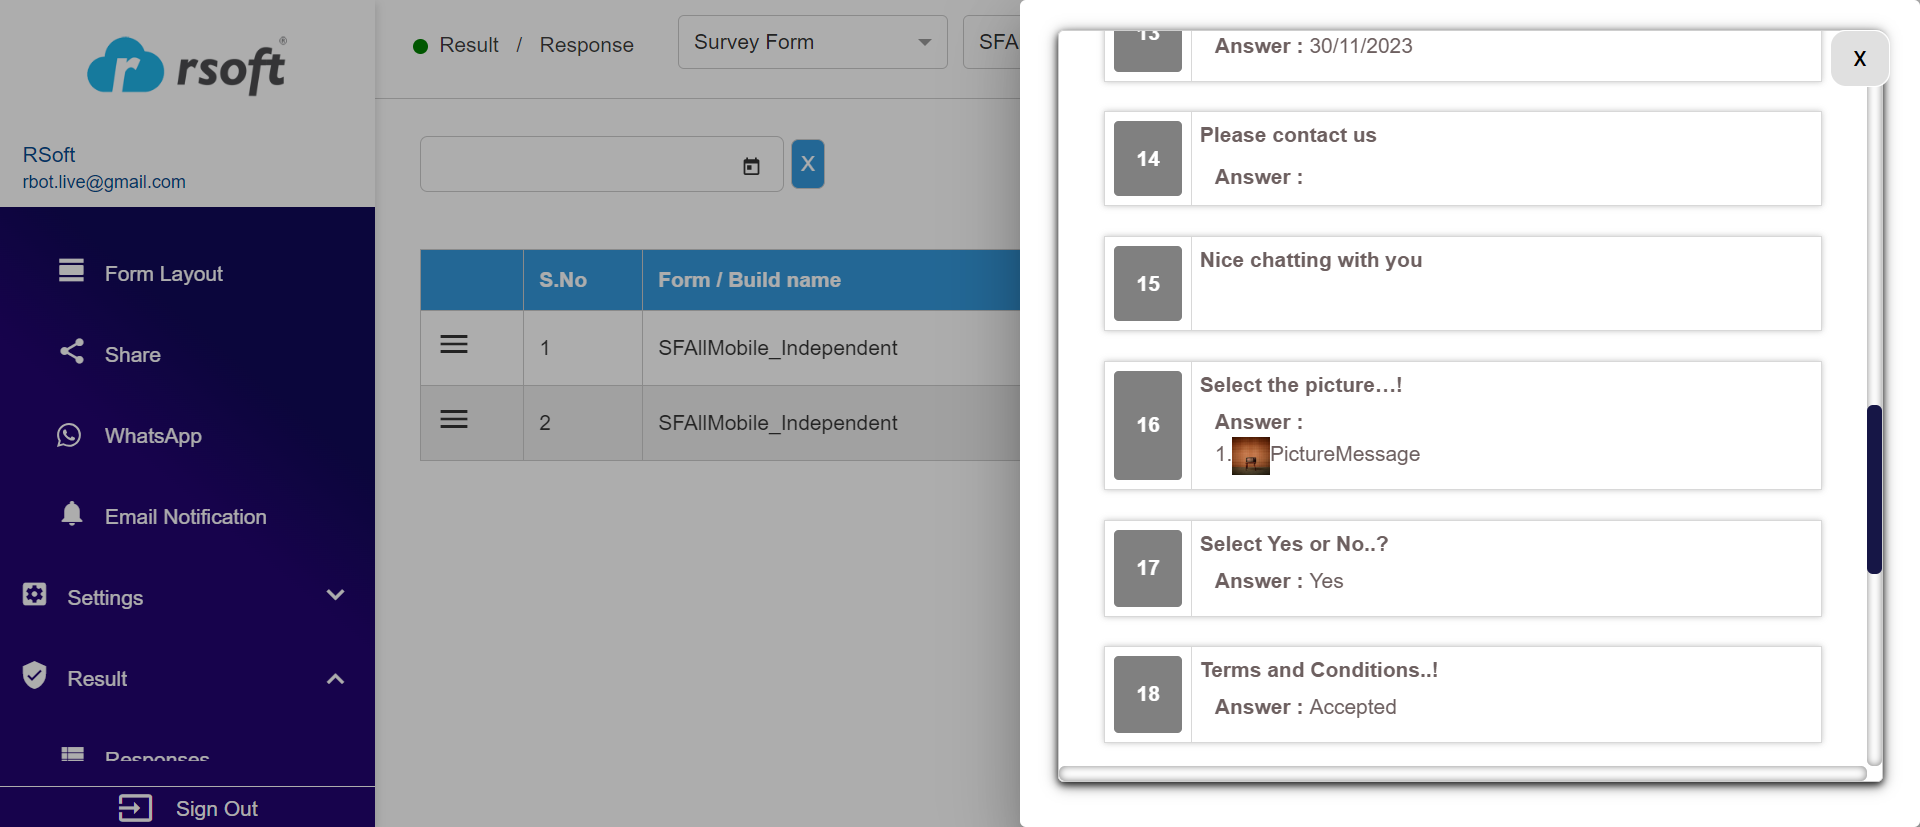 rsoft®
RSoft
rbot.live@gmail.com
Form Layout
Share
WhatsApp
Email Notification
Settings
Result
Responses
Sign Out
Result / Response
Survey Form
SFA
X
S.No Form / Build name
1 SFAllMobile_Independent
2 SFAllMobile_Independent
X
13
Answer : 30/11/2023
14
Please contact us
Answer :
15
Nice chatting with you
16
Select the picture...!
Answer :
1. PictureMessage
17
Select Yes or No..?
Answer : Yes
18
Terms and Conditions..!
Answer : Accepted